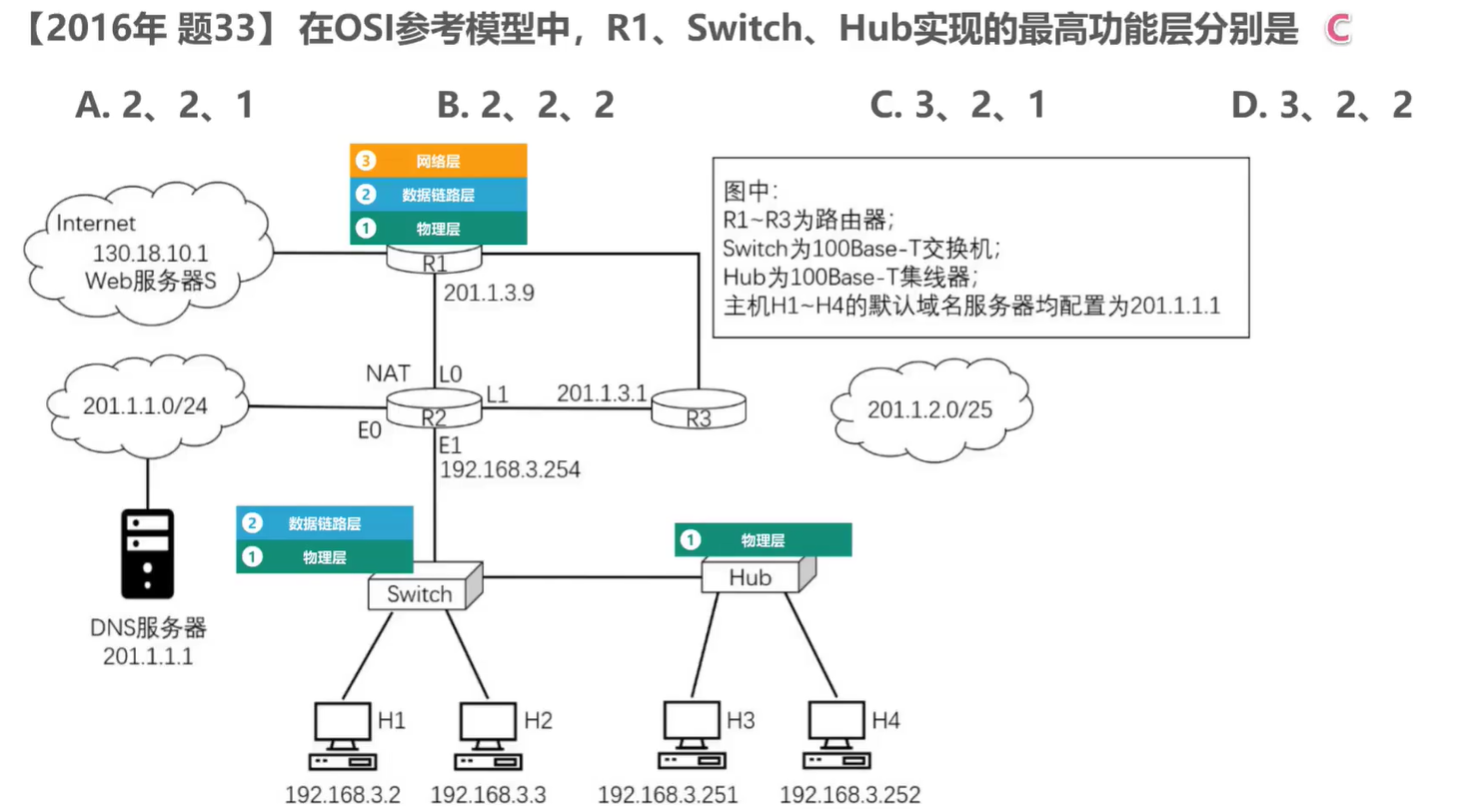 【2016年 题33】在OSI参考模型中，R1、Switch、Hub实现的最高功能层分别是 C
A. 2、2、1 B. 2、2、2 C. 3、2、1 D. 3、2、2
3 网络层
2 数据链路层
1 物理层
R1
201.1.3.9
Internet
130.18.10.1
Web服务器S
图中：
R1~R3为路由器；
Switch为100Base-T交换机；
Hub为100Base-T集线器；
主机H1~H4的默认域名服务器均配置为201.1.1.1
201.1.1.0/24
NAT L0
L1
R2
E0
E1
192.168.3.254
201.1.3.1
R3
201.1.2.0/25
DNS服务器
201.1.1.1
2 数据链路层
1 物理层
Switch
1 物理层
Hub
H1
H2
H3
H4
192.168.3.2
192.168.3.3
192.168.3.251
192.168.3.252